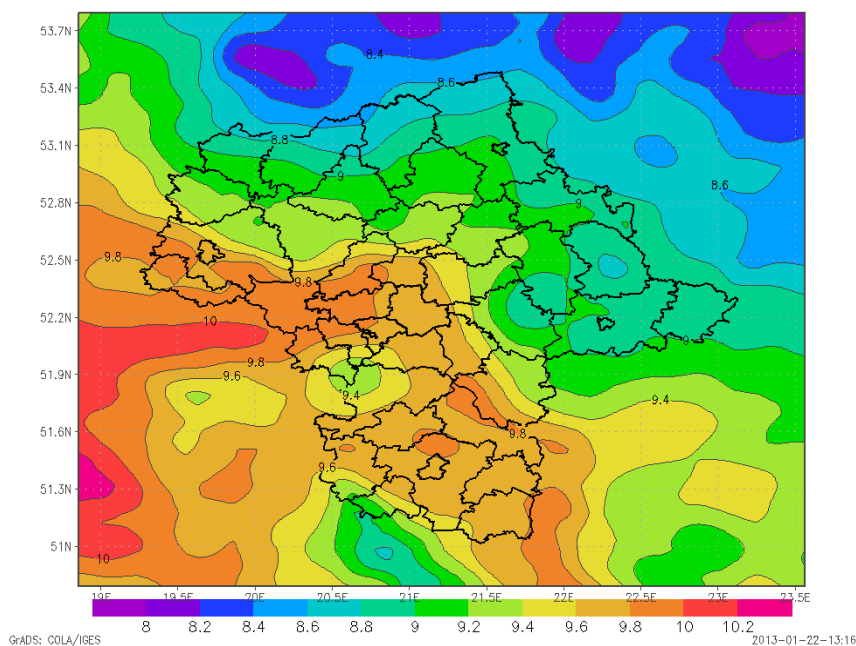 53.7N
8.4
53.4N
8.6
53.1N
8.8
9
8.6
52.8N
9
52.5N
9.8
9.8
52.2N
10
9
51.9N
9.8
9.6
9.4
9.4
51.6N
9.8
9.6
51.3N
51N
10
19E 19.5E 20E 20.5E 21E 21.5E 22E 22.5E 23E 23.5E
8 8.2 8.4 8.6 8.8 9 9.2 9.4 9.6 9.8 10 10.2
GrADS: COLA/IGES 2013-01-22-13:16